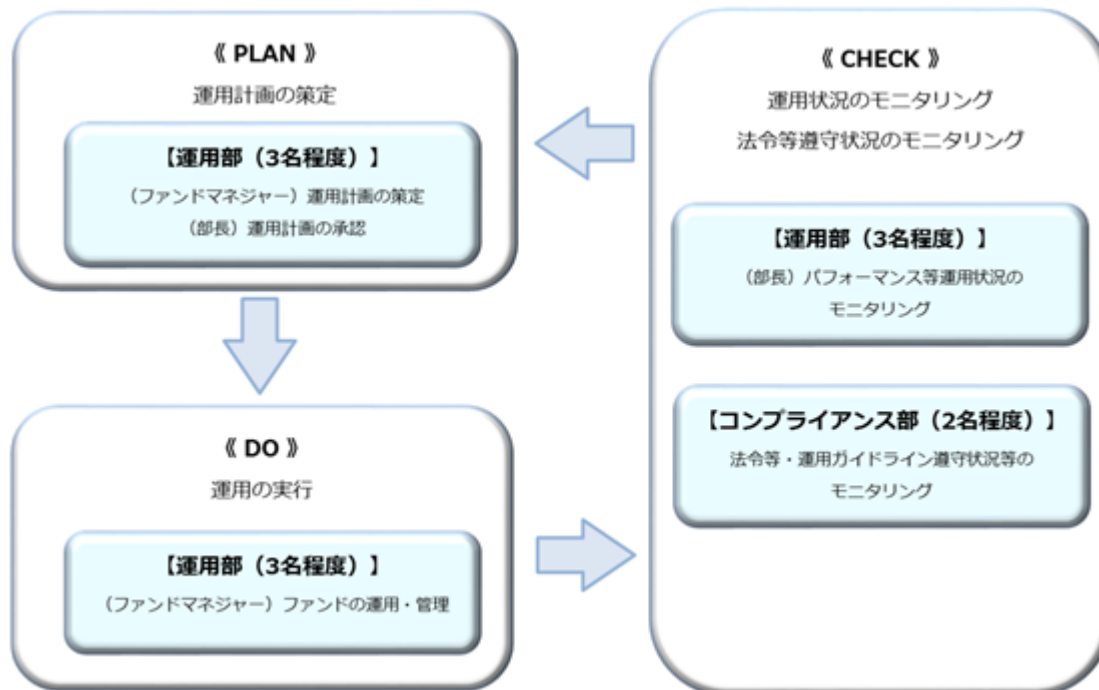 《 PLAN 》
運用計画の策定
【運用部（3名程度）】
（ファンドマネジャー）運用計画の策定
（部長）運用計画の承認
《 DO 》
運用の実行
【運用部（3名程度）】
（ファンドマネジャー）ファンドの運用・管理
《 CHECK 》
運用状況のモニタリング
法令等遵守状況のモニタリング
【運用部（3名程度）】
（部長）パフォーマンス等運用状況の
モニタリング
【コンプライアンス部（2名程度）】
法令等・運用ガイドライン遵守状況等の
モニタリング